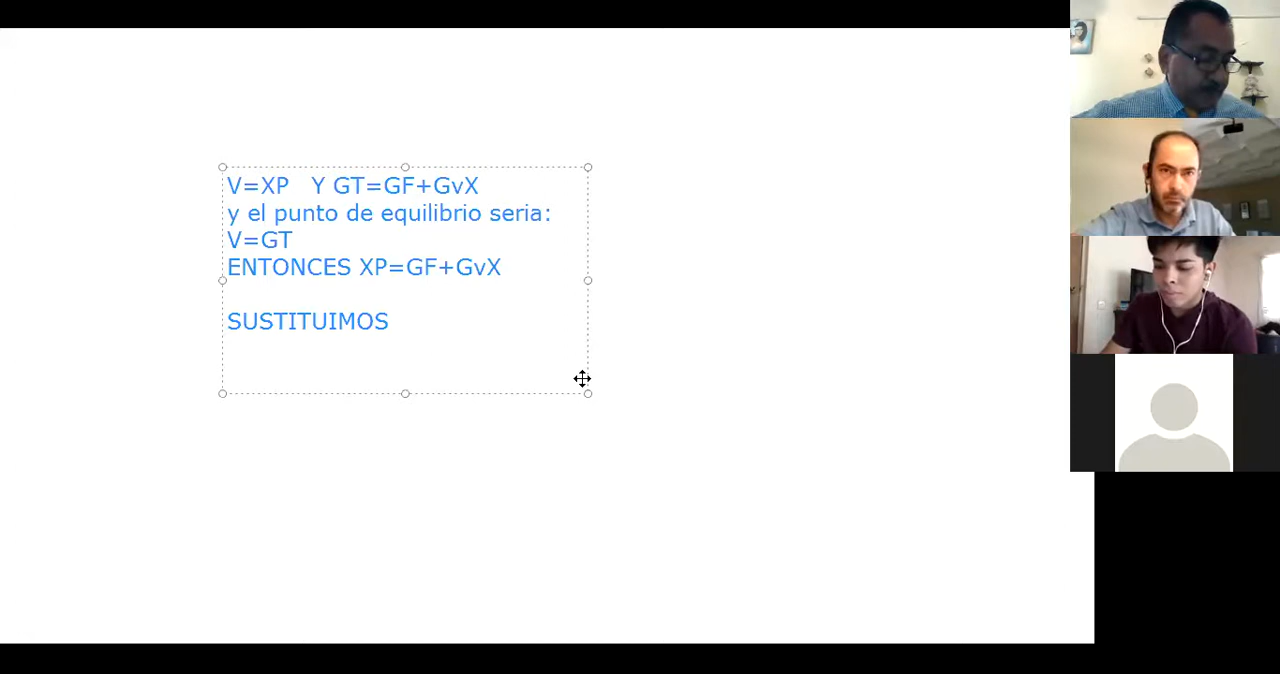 V=XP Y GT=GF+GvX
y el punto de equilibrio seria:
V=GT
ENTONCES XP=GF+GvX
SUSTITUIMOS